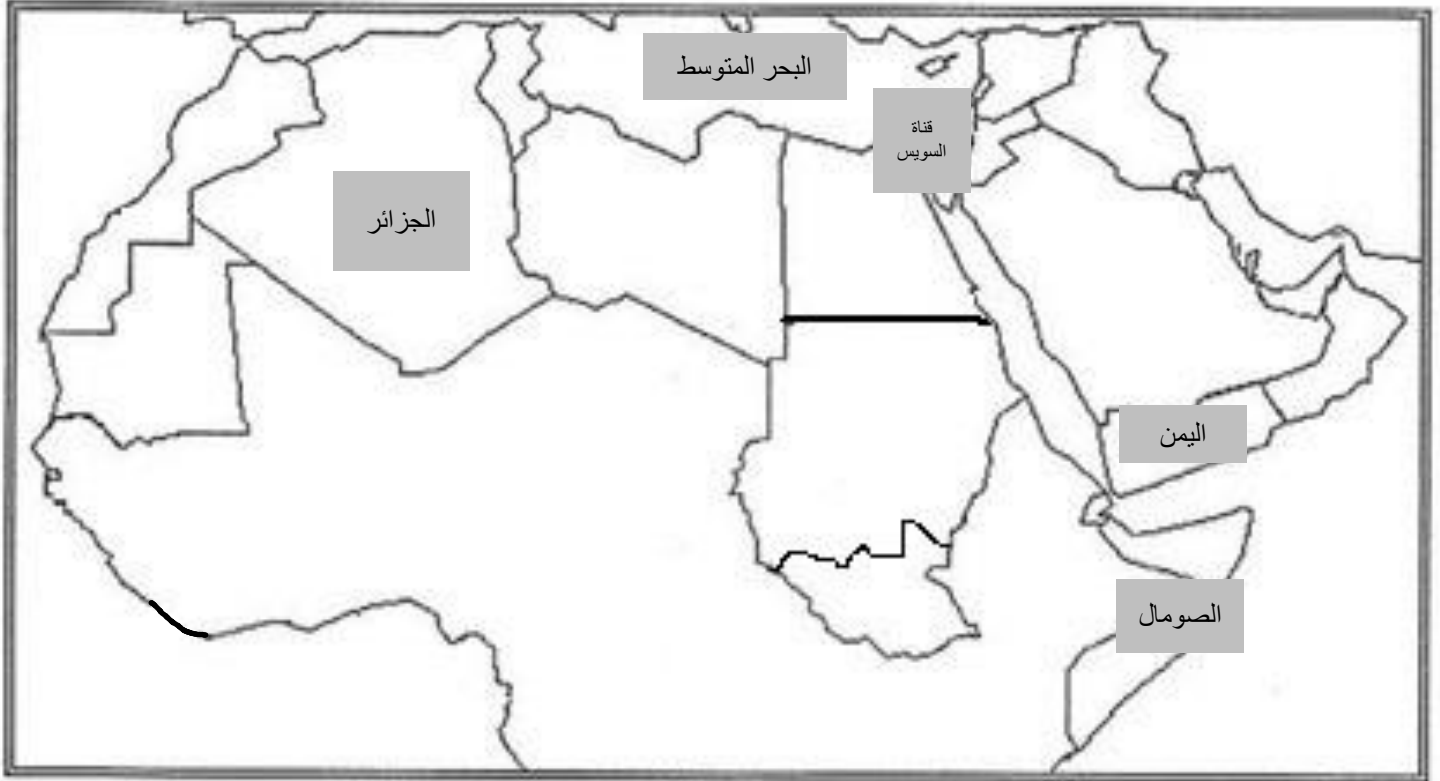 البحر المتوسط
قناة
السويس
الجزائر
اليمن
الصومال